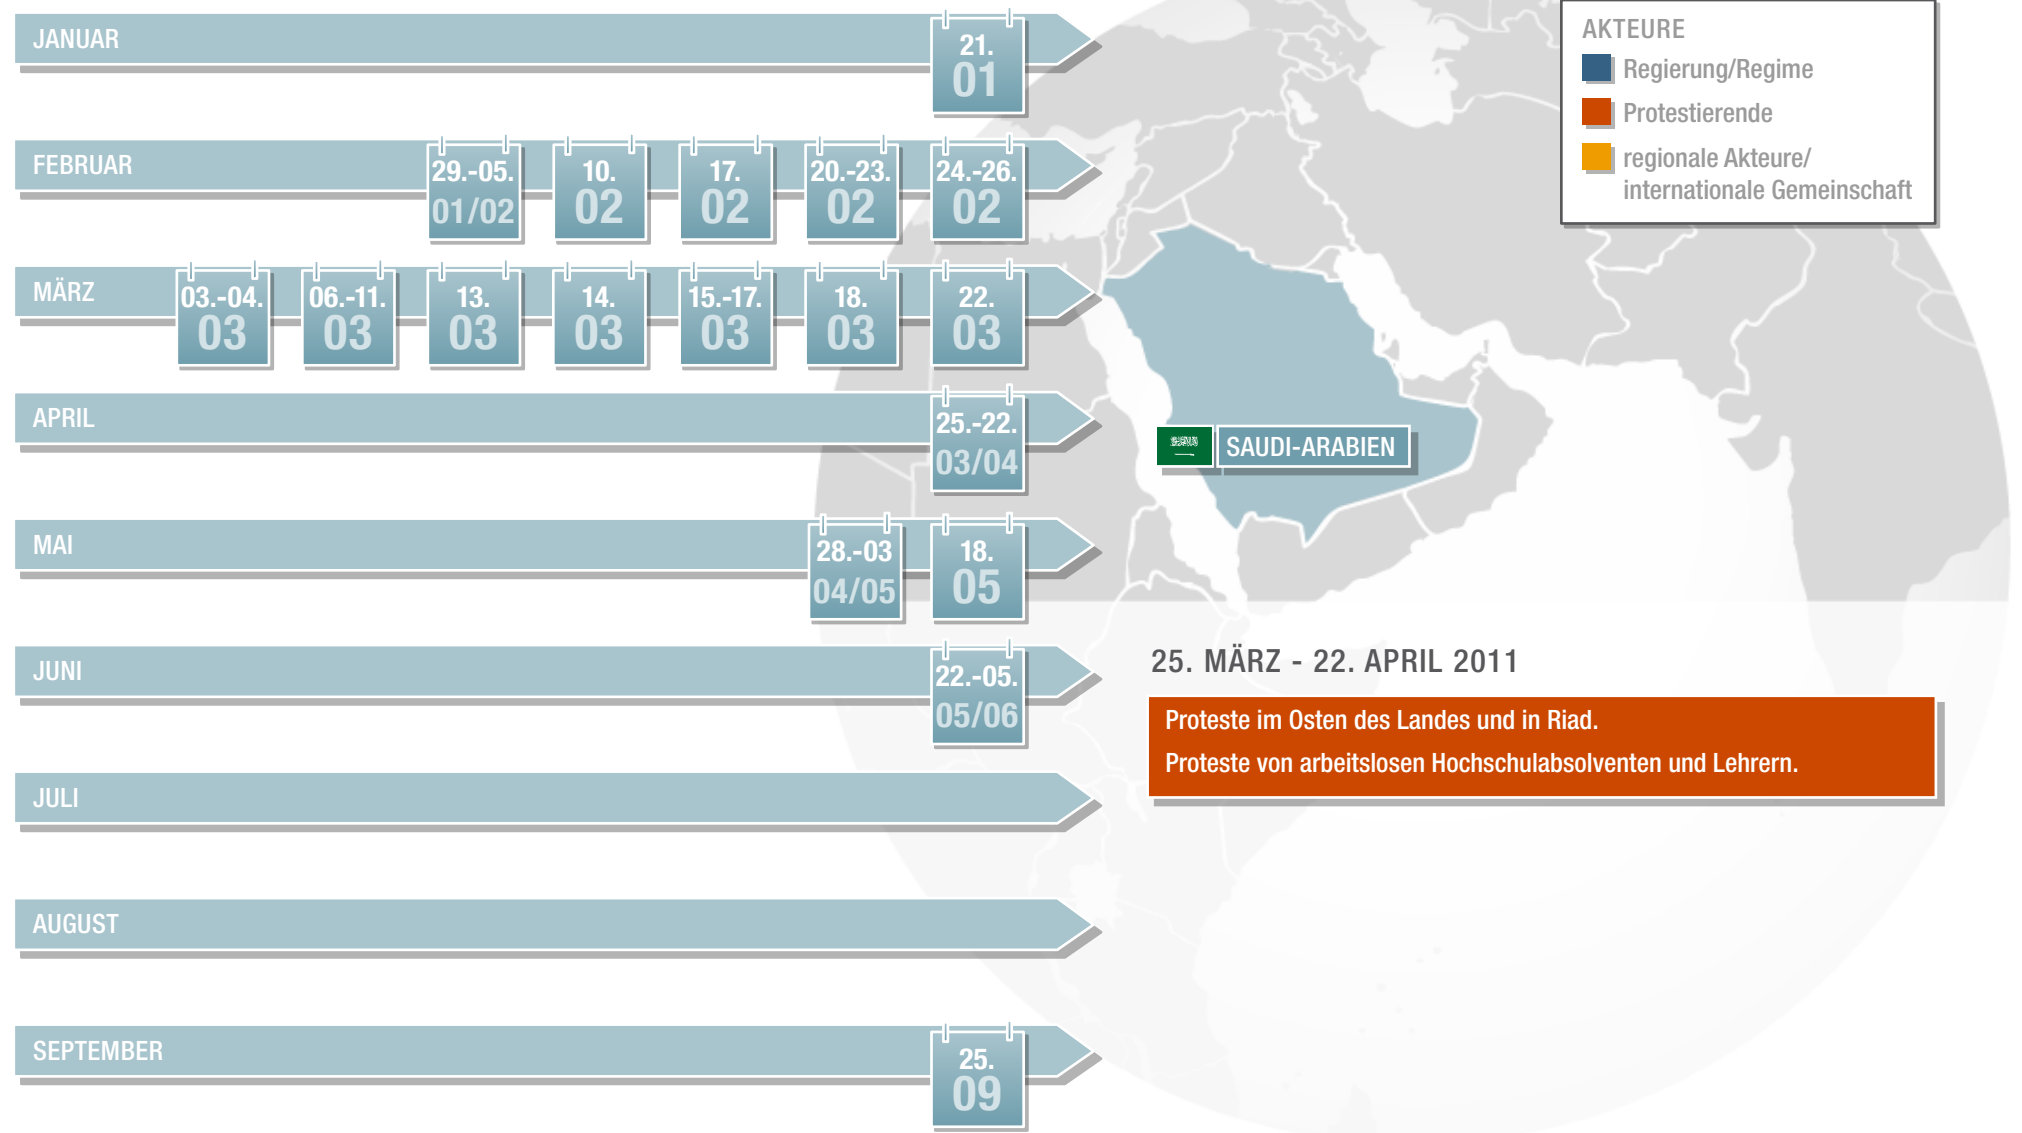 JANUAR
21.
01
FEBRUAR
29.-05.
01/02
10.
02
17.
02
20.-23.
02
24.-26.
02
MÄRZ
03.-04.
03
06.-11.
03
13.
03
14.
03
15.-17.
03
18.
03
22.
03
APRIL
25.-22.
03/04
MAI
28.-03
04/05
18.
05
JUNI
22.-05.
05/06
JULI
AUGUST
SEPTEMBER
25.
09
AKTEURE
Regierung/Regime
Protestierende
regionale Akteure/
internationale Gemeinschaft
SAUDI-ARABIEN
25. MÄRZ - 22. APRIL 2011
Proteste im Osten des Landes und in Riad.
Proteste von arbeitslosen Hochschulabsolventen und Lehrern.